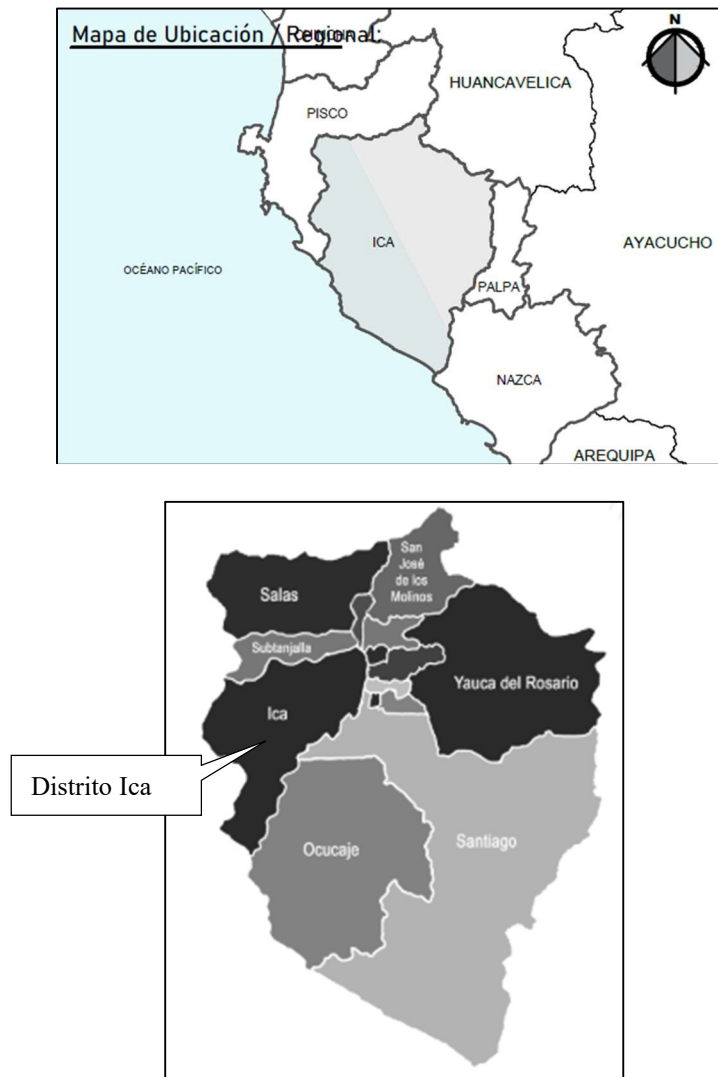 Mapa de Ubicación / Regional:
CHINCHA
N
HUANCAVELICA
PISCO
ICA
AYACUCHO
OCÉANO PACÍFICO
PALPA
NAZCA
AREQUIPA
San
José
de los
Molinos
Salas
Subtanjalla
Yauca del Rosario
Ica
Distrito Ica
Ocucaje
Santiago